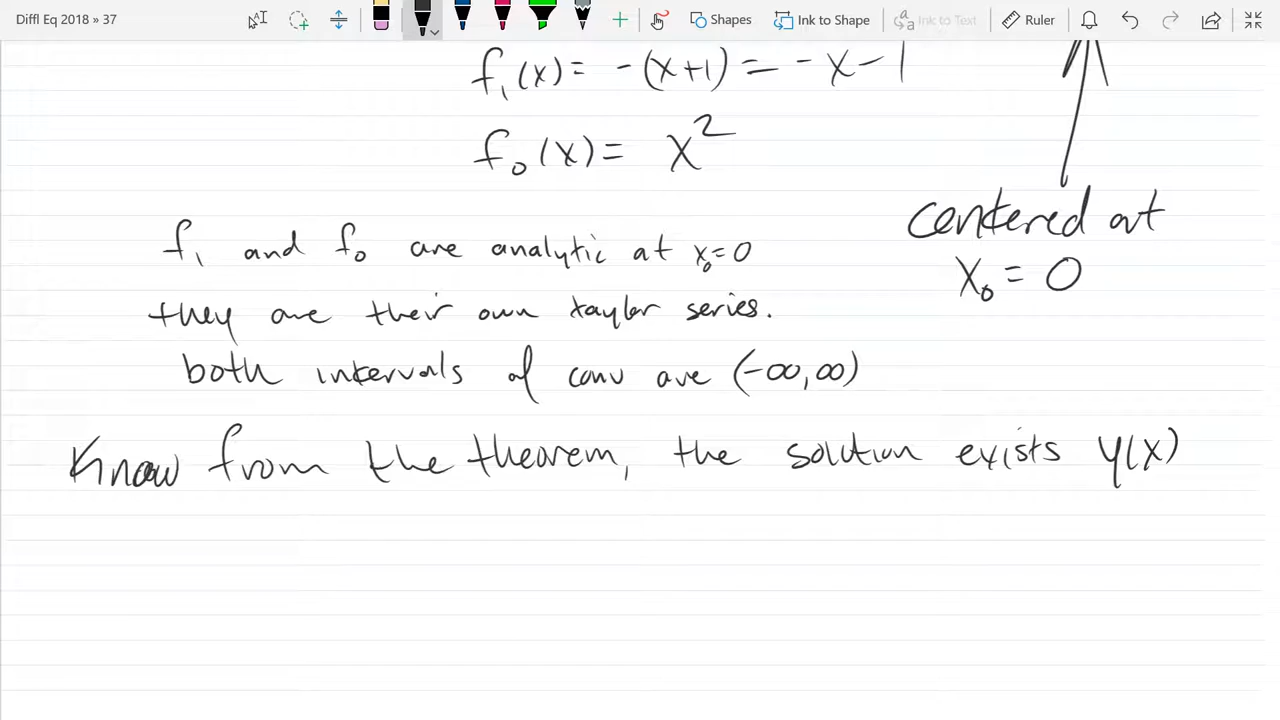 Diffl Eq 2018 » 37
Shapes
Ink to Shape
Ink to Text
Ruler
f₁(x) = -(x+1) = -x-1
f₀(x) = x²
centered at
x₀ = 0
f₁ and f₀ are analytic at x₀=0
they are their own taylor series.
both intervals of conv are (-∞,∞)
Know from the theorem, the solution exists y(x)